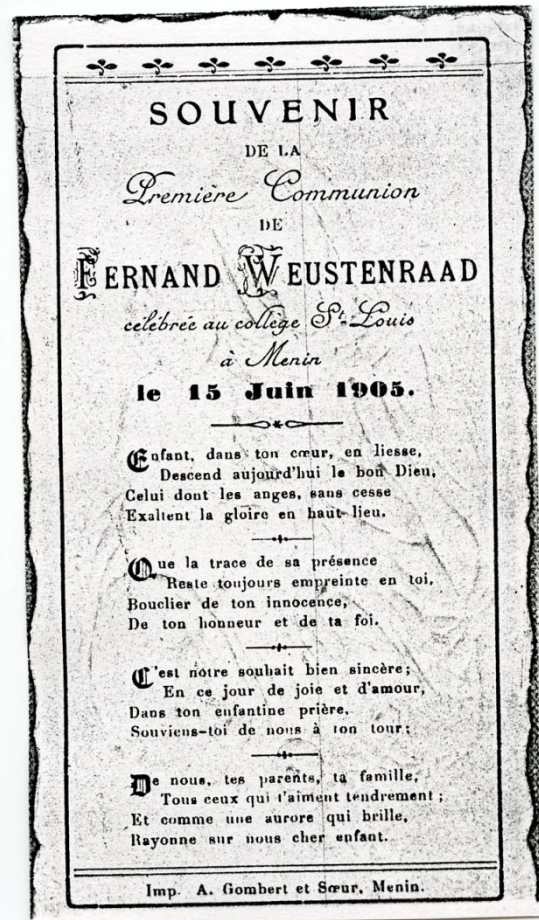 SOUVENIR
DE LA
Première Communion
DE
FERNAND WEUSTENRAAD
célébrée au collège St-Louis
à Menin
le 15 Juin 1905.
Enfant, dans ton cœur, en liesse,
Descend aujourd'hui le bon Dieu,
Celui dont les anges, sans cesse
Exaltent la gloire en haut-lieu.
Que la trace de sa présence
Reste toujours empreinte en toi,
Bouclier de ton innocence,
De ton honneur et de ta foi.
C'est notre souhait bien sincère;
En ce jour de joie et d'amour,
Dans ton enfantine prière,
Souviens-toi de nous à ton tour;
De nous, tes parents, ta famille,
Tous ceux qui t'aiment tendrement ;
Et comme une aurore qui brille,
Rayonne sur nous cher enfant.
Imp. A. Gombert et Sœur, Menin.